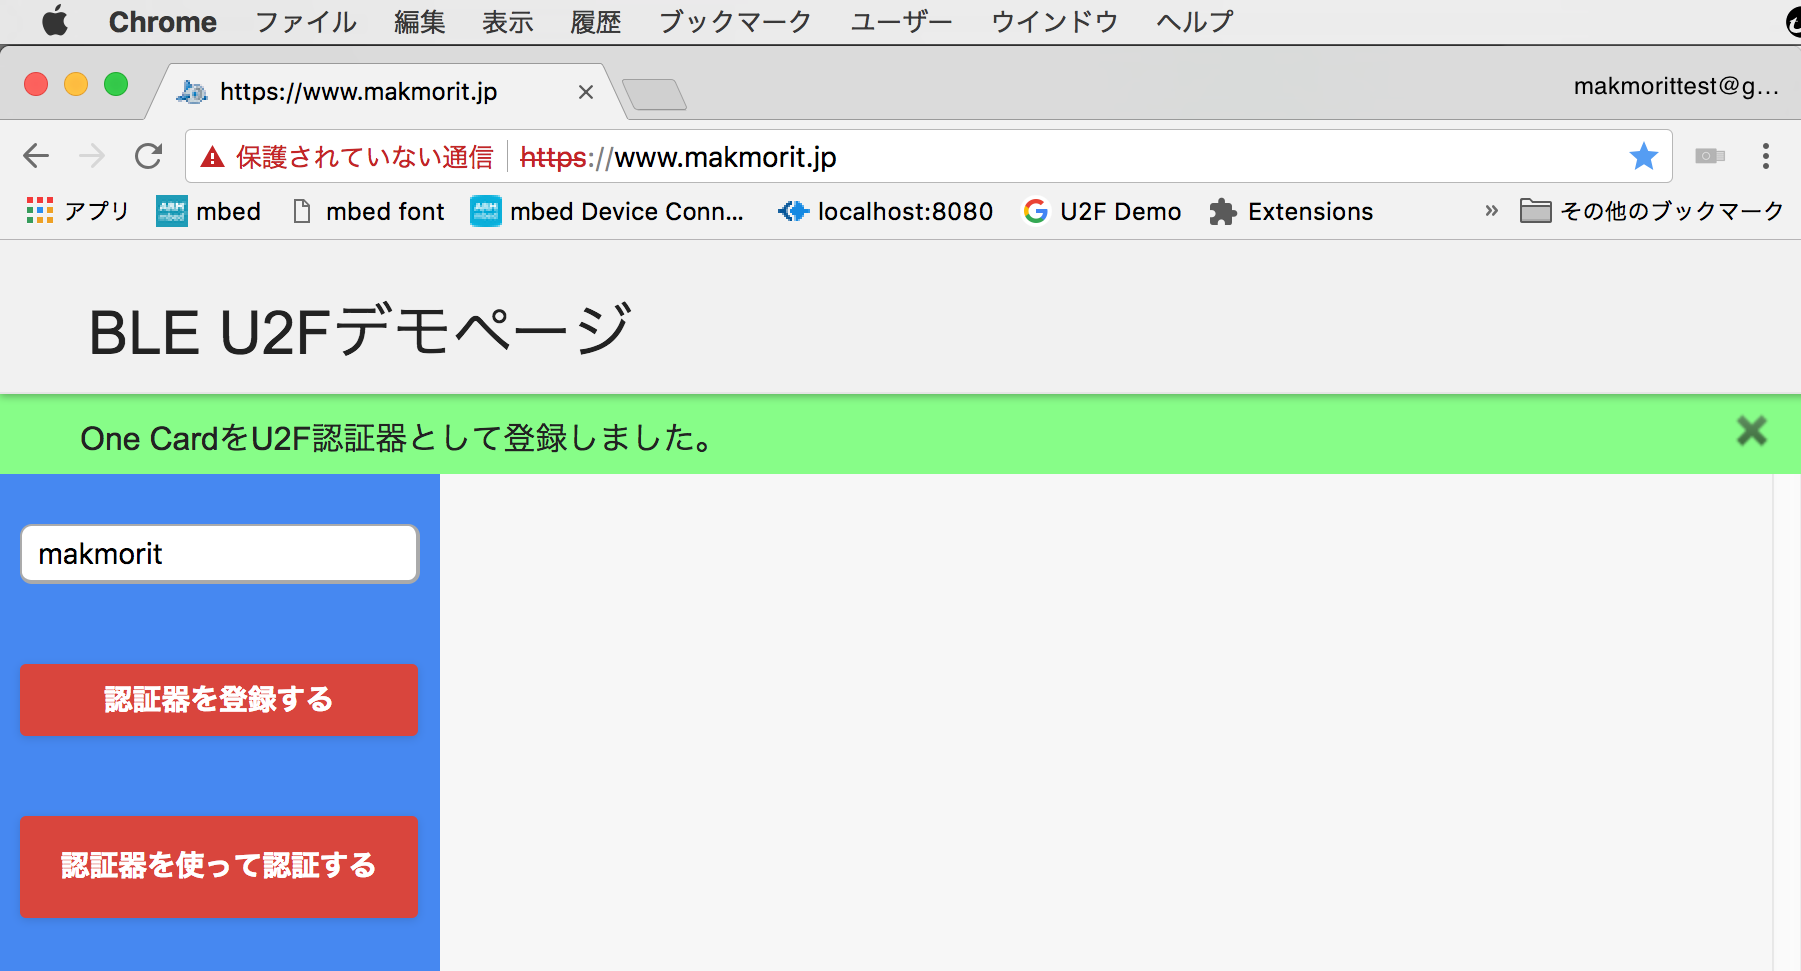 Chrome ファイル 編集 表示 履歴 ブックマーク ユーザー ウインドウ ヘルプ
https://www.makmorit.jp
makmorittest@g...
保護されていない通信 https://www.makmorit.jp
アプリ ARM mbed mbed mbed font ARM mbed mbed Device Conn... localhost:8080 U2F Demo Extensions » その他のブックマーク
BLE U2Fデモページ
One CardをU2F認証器として登録しました。
makmorit
認証器を登録する
認証器を使って認証する